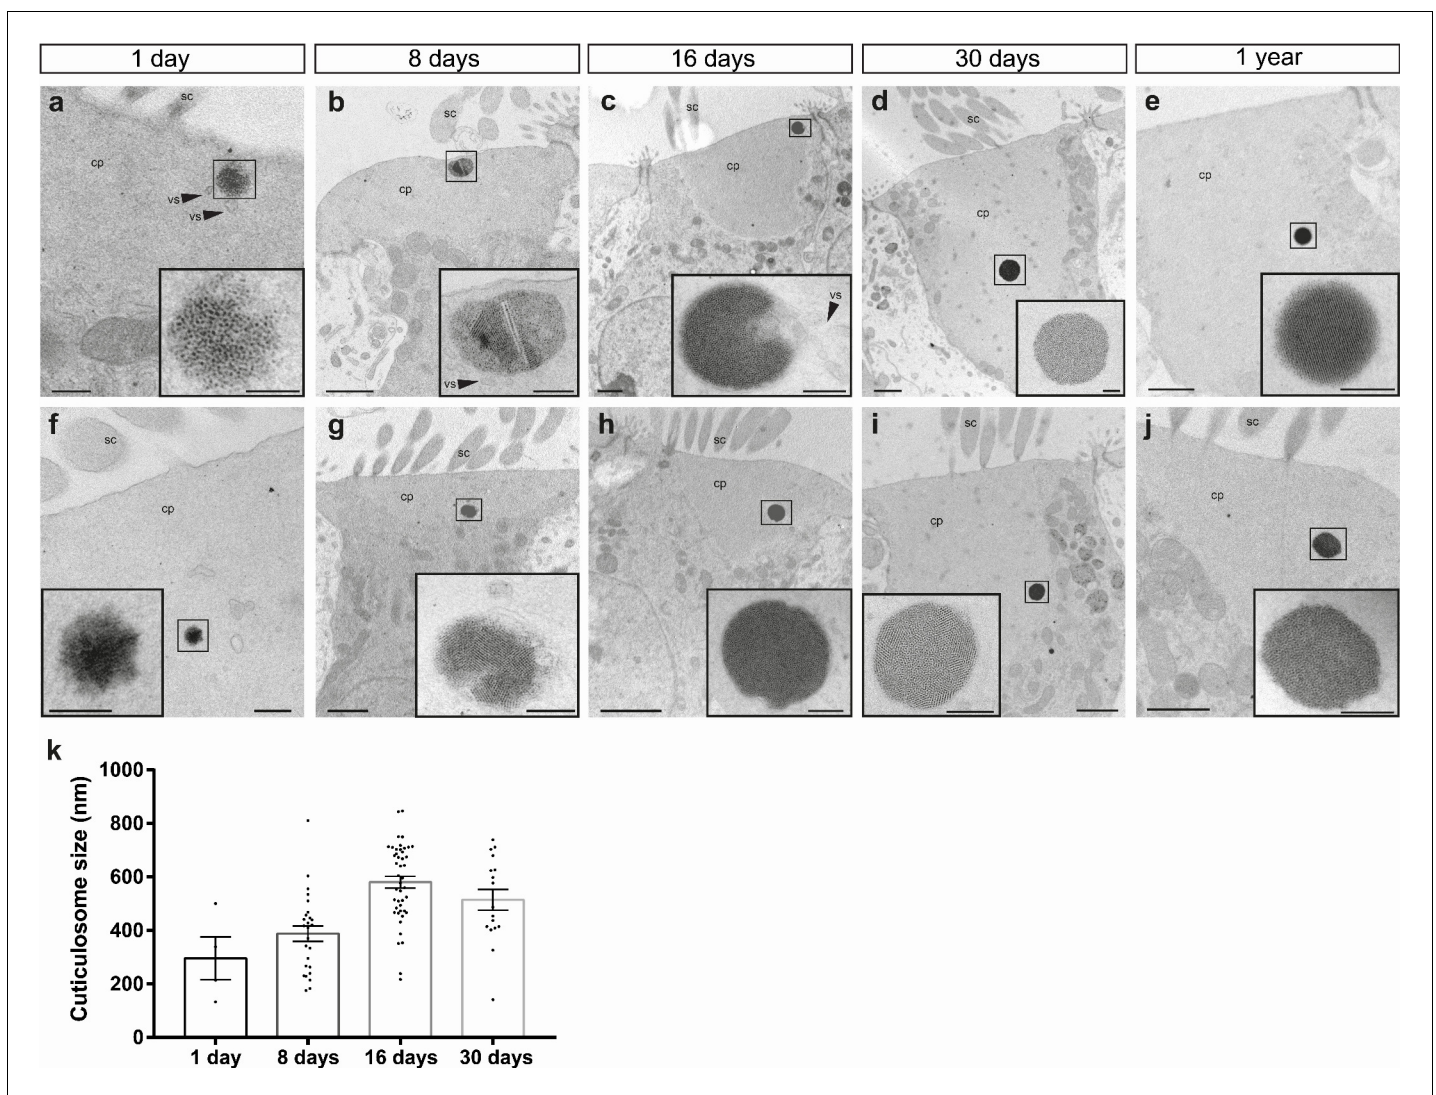 1 day 8 days 16 days 30 days 1 year
a sc cp vs vs
b sc cp vs
c sc cp vs
d sc cp
e cp
f sc cp
g sc cp
h sc cp
i sc cp
j sc cp
k
Cuticulosome size (nm)
1000
800
600
400
200
0
1 day 8 days 16 days 30 days